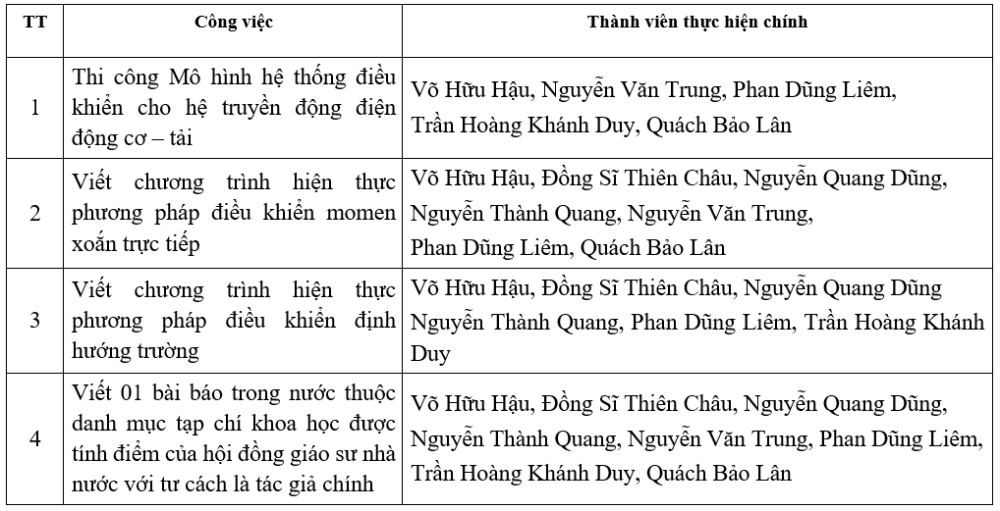 TT
Công việc
Thành viên thực hiện chính
1
Thi công Mô hình hệ thống điều
khiển cho hệ truyền động điện
động cơ – tải
Võ Hữu Hậu, Nguyễn Văn Trung, Phan Dũng Liêm,
Trần Hoàng Khánh Duy, Quách Bảo Lân
2
Viết chương trình hiện thực
phương pháp điều khiển momen
xoắn trực tiếp
Võ Hữu Hậu, Đồng Sĩ Thiên Châu, Nguyễn Quang Dũng,
Nguyễn Thành Quang, Nguyễn Văn Trung,
Phan Dũng Liêm, Quách Bảo Lân
3
Viết chương trình hiện thực
phương pháp điều khiển định
hướng trường
Võ Hữu Hậu, Đồng Sĩ Thiên Châu, Nguyễn Quang Dũng
Nguyễn Thành Quang, Phan Dũng Liêm, Trần Hoàng Khánh
Duy
4
Viết 01 bài báo trong nước thuộc
danh mục tạp chí khoa học được
tính điểm của hội đồng giáo sư nhà
nước với tư cách là tác giả chính
Võ Hữu Hậu, Đồng Sĩ Thiên Châu, Nguyễn Quang Dũng,
Nguyễn Thành Quang, Nguyễn Văn Trung, Phan Dũng Liêm,
Trần Hoàng Khánh Duy, Quách Bảo Lân